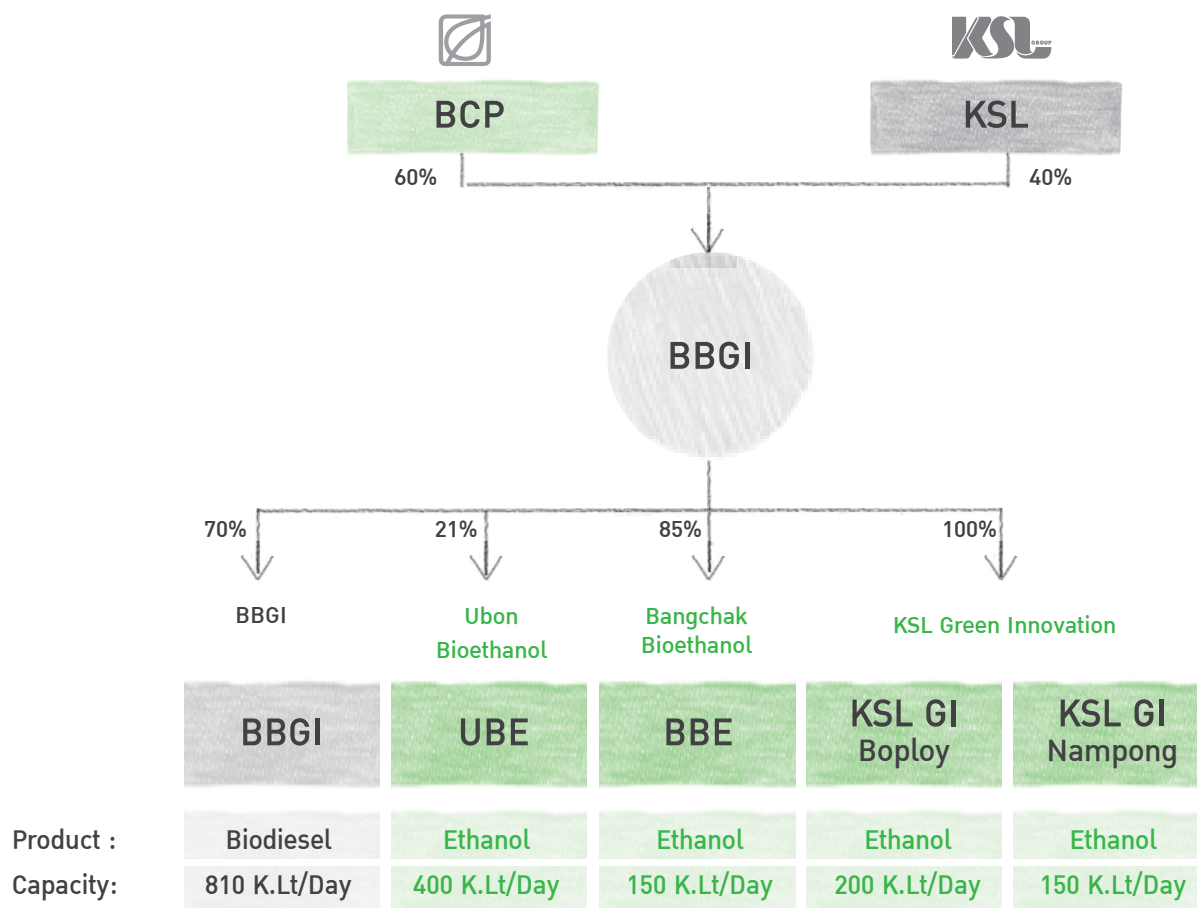 KSL GROUP
BCP
KSL
60%
40%
BBGI
70%
21%
85%
100%
BBGI
Ubon
Bioethanol
Bangchak
Bioethanol
KSL Green Innovation
BBGI
UBE
BBE
KSL GI
Boploy
KSL GI
Nampong
Product : Biodiesel Ethanol Ethanol Ethanol Ethanol
Capacity: 810 K.Lt/Day 400 K.Lt/Day 150 K.Lt/Day 200 K.Lt/Day 150 K.Lt/Day